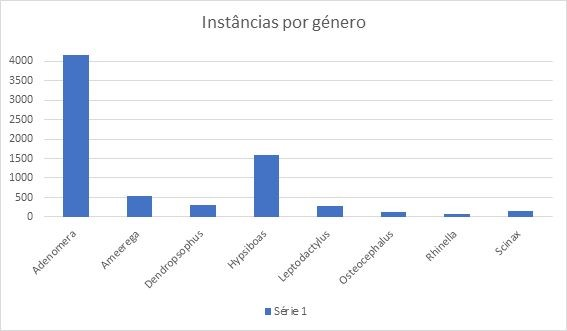 Instâncias por género
4000
3500
3000
2500
2000
1500
1000
500
0
Adenomera
Ameerega
Dendropsophus
Hypsiboas
Leptodactylus
Osteocephalus
Rhinella
Scinax
Série 1